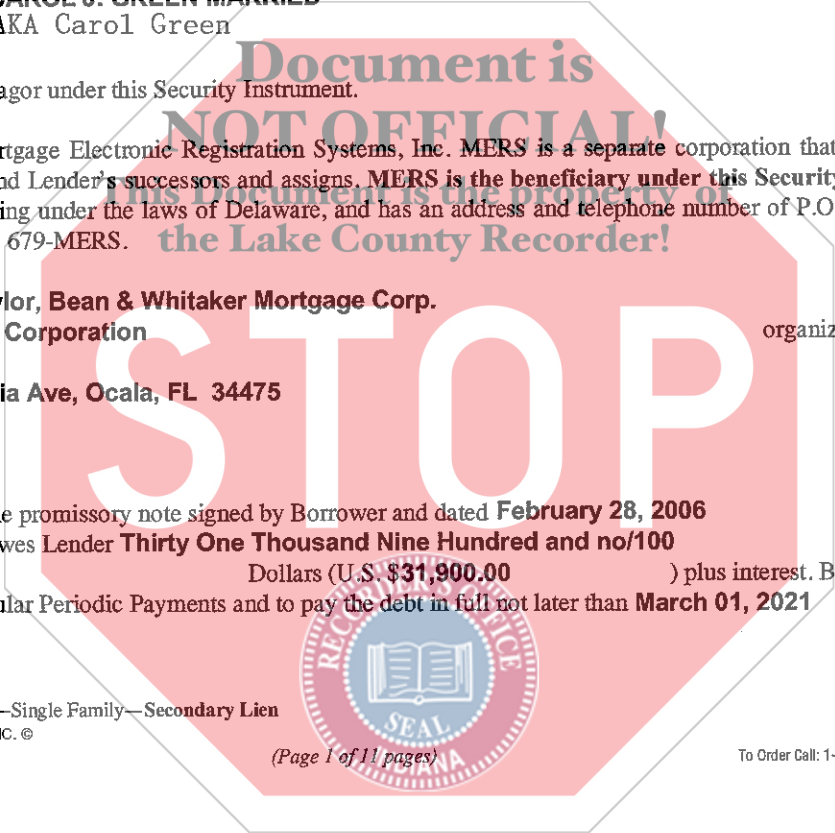 CAROL J. GREEN MARRIED
AKA Carol Green
agor under this Security Instrument.
Document is
NOT OFFICIAL!
This Document is the property of
the Lake County Recorder!
rtgage Electronic Registration Systems, Inc. MERS is a separate corporation that
nd Lender's successors and assigns. MERS is the beneficiary under this Security
ing under the laws of Delaware, and has an address and telephone number of P.O
679-MERS.
ylor, Bean & Whitaker Mortgage Corp.
Corporation organiz
ia Ave, Ocala, FL 34475
STOP
e promissory note signed by Borrower and dated February 28, 2006
wes Lender Thirty One Thousand Nine Hundred and no/100
Dollars (U.S. $31,900.00 ) plus interest. B
ular Periodic Payments and to pay the debt in full not later than March 01, 2021
RECORDER'S OFFICE
SEAL
INDIANA
—Single Family—Secondary Lien
C. ©
(Page 1 of 11 pages)
To Order Call: 1-